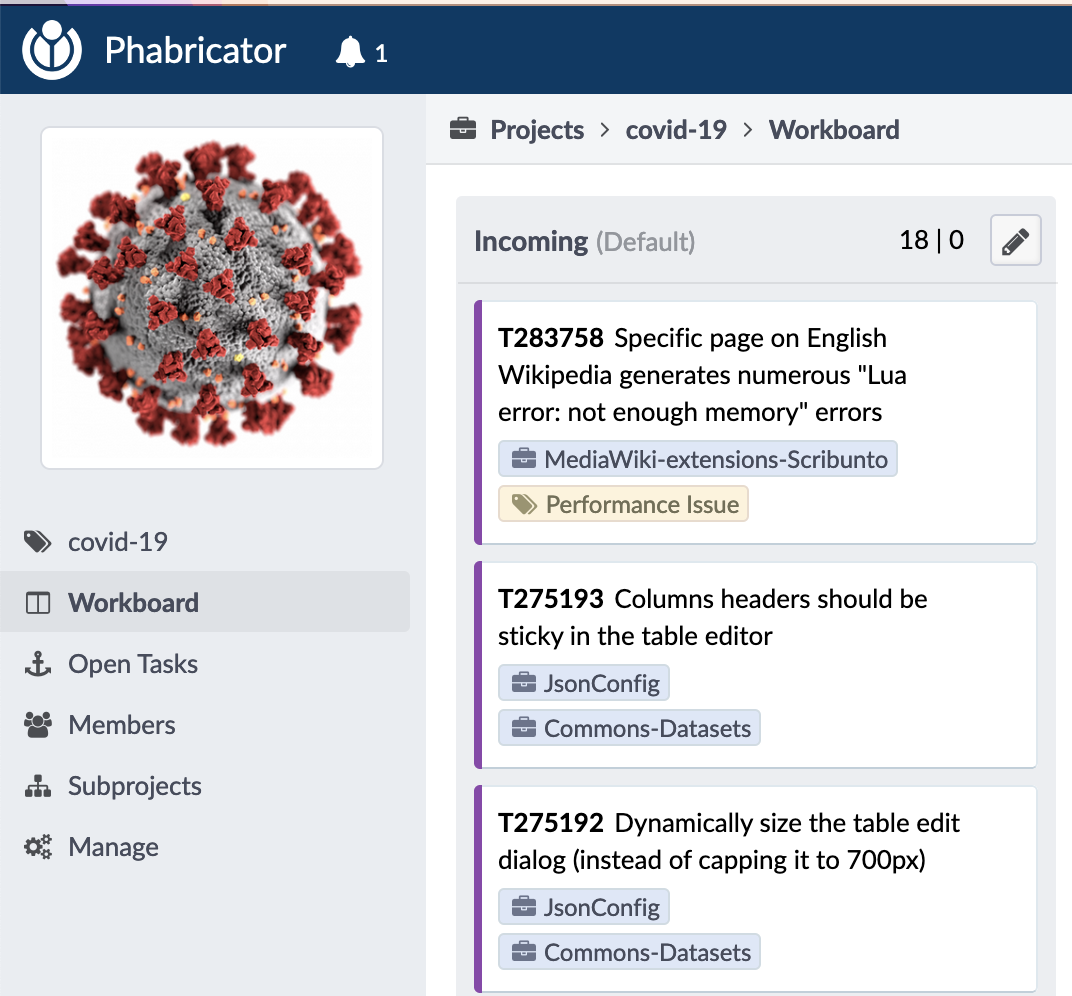 Phabricator 1
Projects > covid-19 > Workboard
covid-19
Workboard
Open Tasks
Members
Subprojects
Manage
Incoming (Default) 18 | 0
T283758 Specific page on English
Wikipedia generates numerous "Lua
error: not enough memory" errors
MediaWiki-extensions-Scribunto
Performance Issue
T275193 Columns headers should be
sticky in the table editor
JsonConfig
Commons-Datasets
T275192 Dynamically size the table edit
dialog (instead of capping it to 700px)
JsonConfig
Commons-Datasets